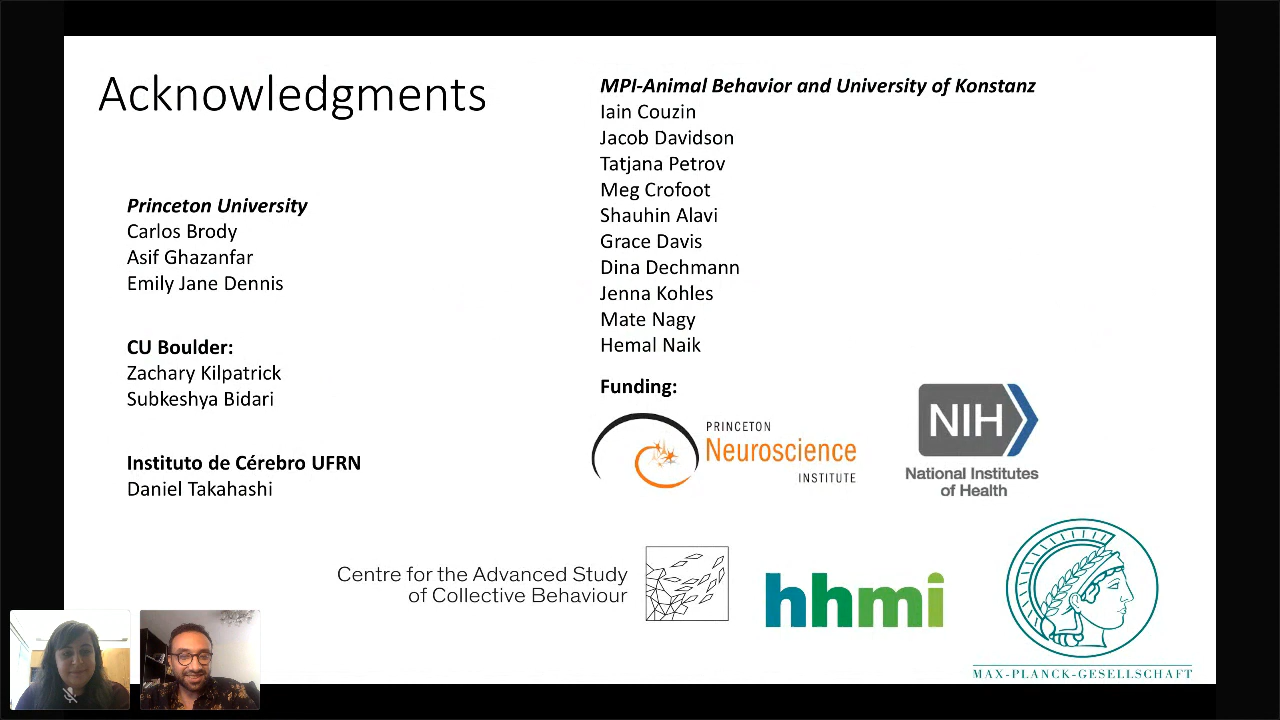 Acknowledgments
Princeton University
Carlos Brody
Asif Ghazanfar
Emily Jane Dennis
CU Boulder:
Zachary Kilpatrick
Subkeshya Bidari
Instituto de Cérebro UFRN
Daniel Takahashi
MPI-Animal Behavior and University of Konstanz
Iain Couzin
Jacob Davidson
Tatjana Petrov
Meg Crofoot
Shauhin Alavi
Grace Davis
Dina Dechmann
Jenna Kohles
Mate Nagy
Hemal Naik
Funding:
PRINCETON
Neuroscience
INSTITUTE
NIH
National Institutes
of Health
Centre for the Advanced Study
of Collective Behaviour
hhmi
MAX-PLANCK-GESELLSCHAFT